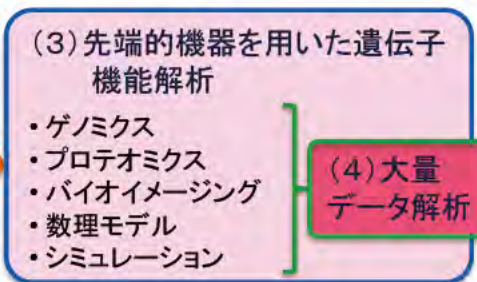 (3)先端的機器を用いた遺伝子
機能解析
・ゲノミクス
・プロテオミクス
・バイオイメージング
・数理モデル
・シミュレーション
(4)大量
データ解析